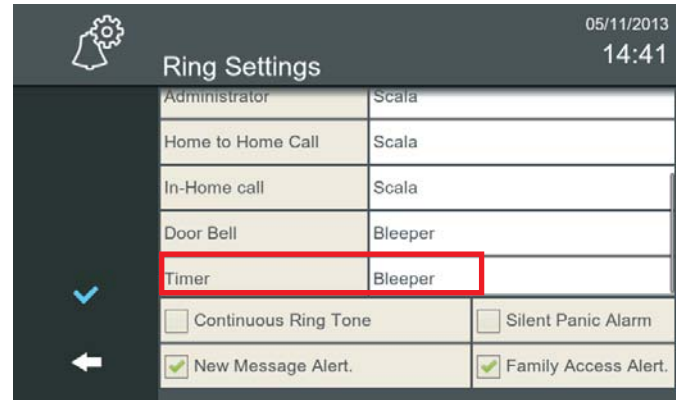 05/11/2013
14:41
Ring Settings
Administrator Scala
Home to Home Call Scala
In-Home call Scala
Door Bell Bleeper
Timer Bleeper
Continuous Ring Tone Silent Panic Alarm
New Message Alert. Family Access Alert.